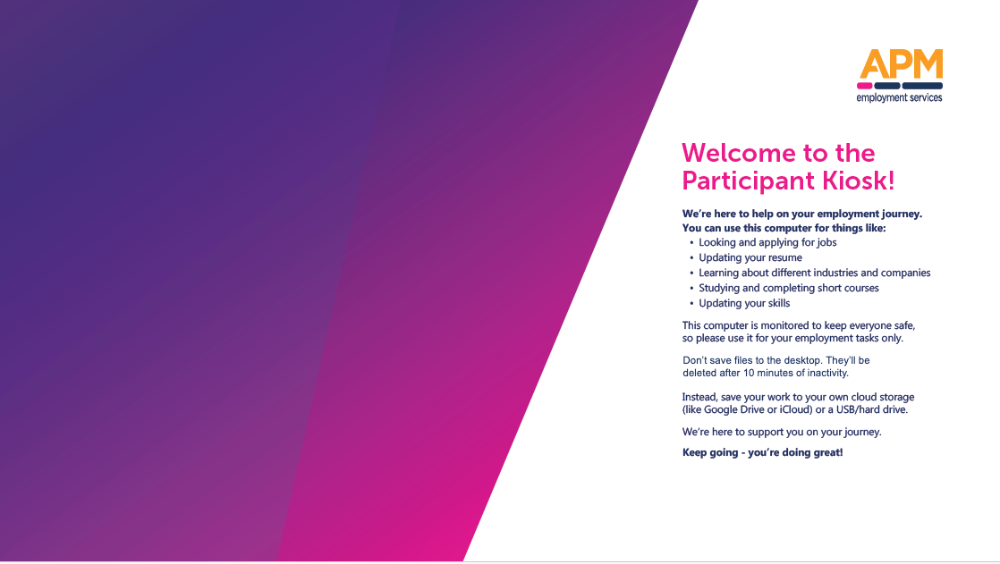 APM
employment services
Welcome to the
Participant Kiosk!
We're here to help on your employment journey.
You can use this computer for things like:
• Looking and applying for jobs
• Updating your resume
• Learning about different industries and companies
• Studying and completing short courses
• Updating your skills
This computer is monitored to keep everyone safe,
so please use it for your employment tasks only.
Don't save files to the desktop. They'll be
deleted after 10 minutes of inactivity.
Instead, save your work to your own cloud storage
(like Google Drive or iCloud) or a USB/hard drive.
We're here to support you on your journey.
Keep going - you're doing great!